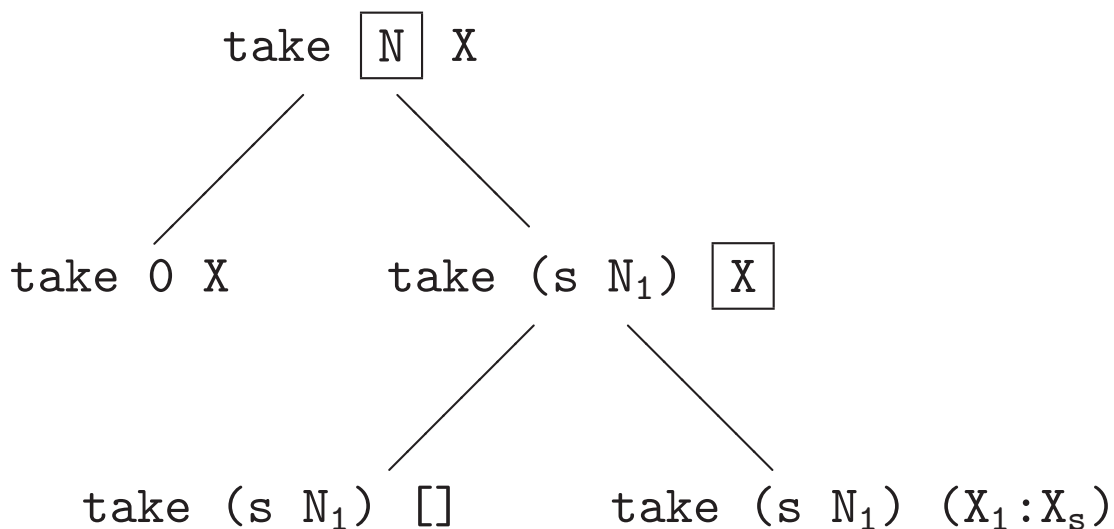 take N X
take 0 X take (s N₁) X
take (s N₁) [] take (s N₁) (X₁:Xₛ)